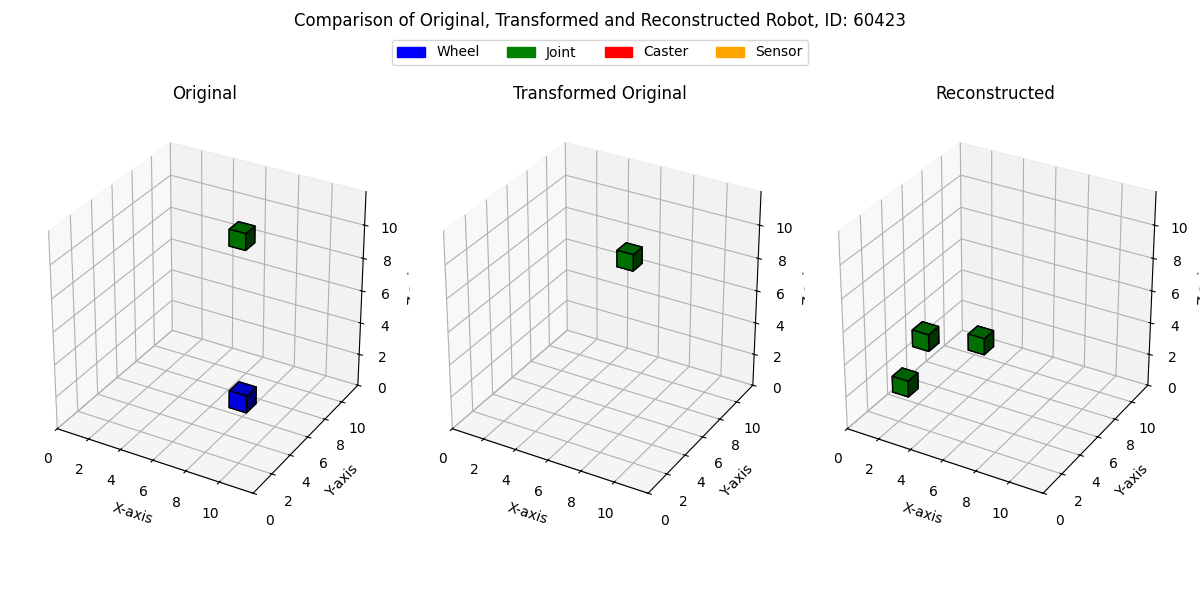 Comparison of Original, Transformed and Reconstructed Robot, ID: 60423
Wheel Joint Caster Sensor
Original Transformed Original Reconstructed
10 10 10
8 8 8
6 6 6
4 4 4
2 2 2
0 0 0
10 10 10
8 8 8
6 6 6
4 4 4
2 2 2
0 0 0
Y-axis Y-axis Y-axis
0 2 4 6 8 10 0 2 4 6 8 10 0 2 4 6 8 10
X-axis X-axis X-axis